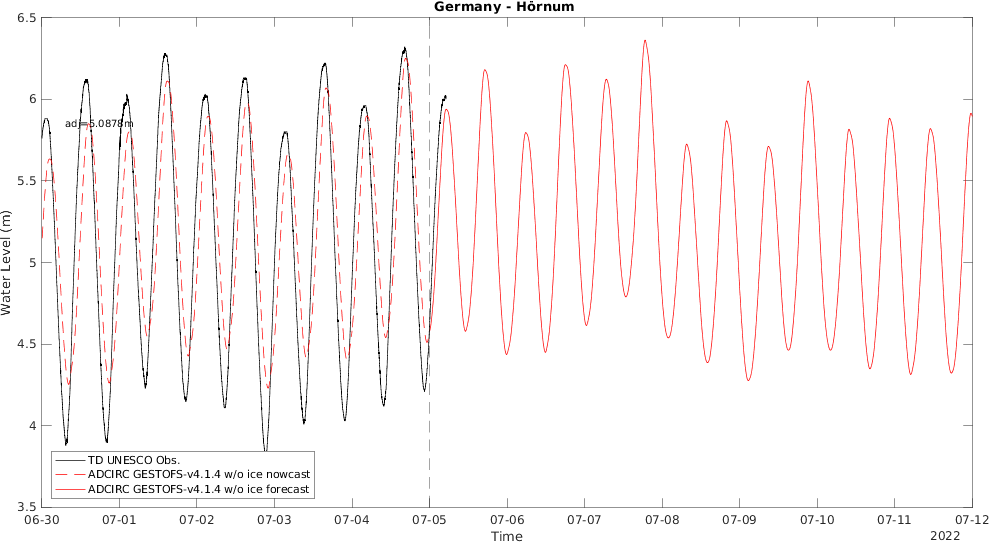 Germany - Hörnum
6.5
6
5.5
5
4.5
4
3.5
Water Level (m)
adj=5.0878m
TD UNESCO Obs.
ADCIRC GESTOFS-v4.1.4 w/o ice nowcast
ADCIRC GESTOFS-v4.1.4 w/o ice forecast
06-30 07-01 07-02 07-03 07-04 07-05 07-06 07-07 07-08 07-09 07-10 07-11 07-12
Time
2022